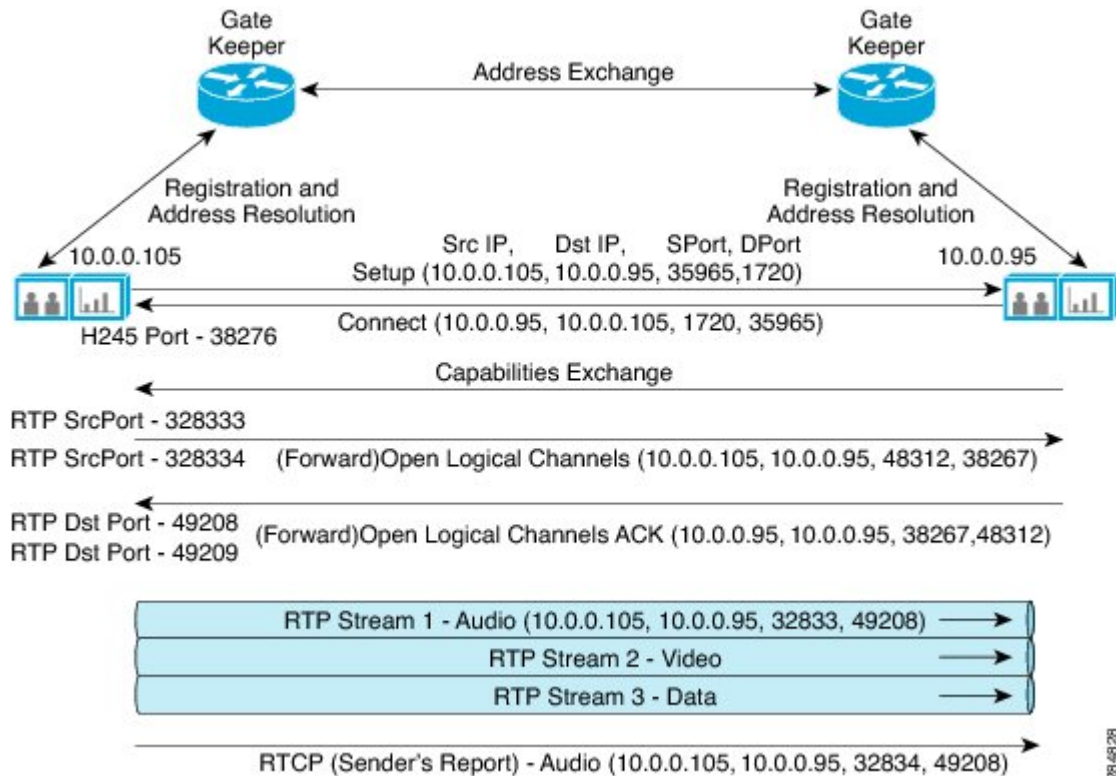 Gate
Keeper
Gate
Keeper
Address Exchange
Registration and
Address Resolution
Registration and
Address Resolution
10.0.0.105
Src IP, Dst IP, SPort, DPort
10.0.0.95
Setup (10.0.0.105, 10.0.0.95, 35965,1720)
Connect (10.0.0.95, 10.0.0.105, 1720, 35965)
H245 Port - 38276
Capabilities Exchange
RTP SrcPort - 328333
RTP SrcPort - 328334
(Forward)Open Logical Channels (10.0.0.105, 10.0.0.95, 48312, 38267)
RTP Dst Port - 49208
RTP Dst Port - 49209
(Forward)Open Logical Channels ACK (10.0.0.95, 10.0.0.95, 38267,48312)
RTP Stream 1 - Audio (10.0.0.105, 10.0.0.95, 32833, 49208)
RTP Stream 2 - Video
RTP Stream 3 - Data
RTCP (Sender's Report) - Audio (10.0.0.105, 10.0.0.95, 32834, 49208)